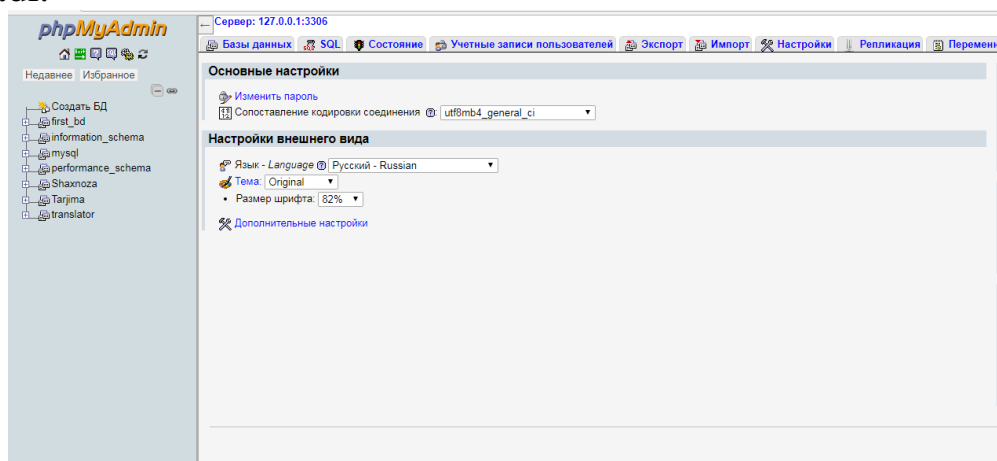 phpMyAdmin
Недавнее Избранное
Создать БД
first_bd
information_schema
mysql
performance_schema
Shaxnoza
Tarjima
translator
Сервер: 127.0.0.1:3306
Базы данных SQL Состояние Учетные записи пользователей Экспорт Импорт Настройки Репликация Перемен
Основные настройки
Изменить пароль
Сопоставление кодировки соединения utf8mb4_general_ci
Настройки внешнего вида
Язык - Language Русский - Russian
Тема: Original
• Размер шрифта: 82%
Дополнительные настройки